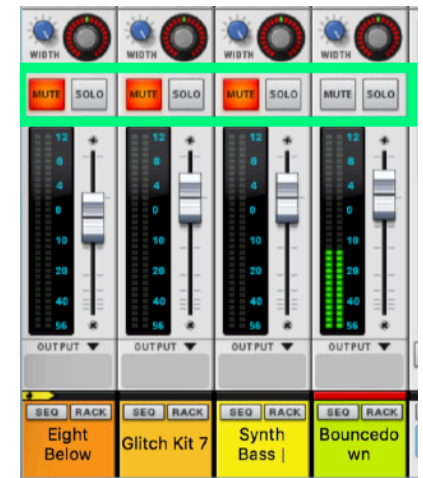 WIDTH WIDTH WIDTH WIDTH
MUTE SOLO MUTE SOLO MUTE SOLO MUTE SOLO
12 12 12 12
8 8 8 8
4 4 4 4
0 0 0 0
10 10 10 10
20 20 20 20
40 40 40 40
56 56 56 56
OUTPUT OUTPUT OUTPUT OUTPUT
SEQ RACK SEQ RACK SEQ RACK SEQ RACK
Eight
Below
Glitch Kit 7
Synth
Bass |
Bouncedo
wn